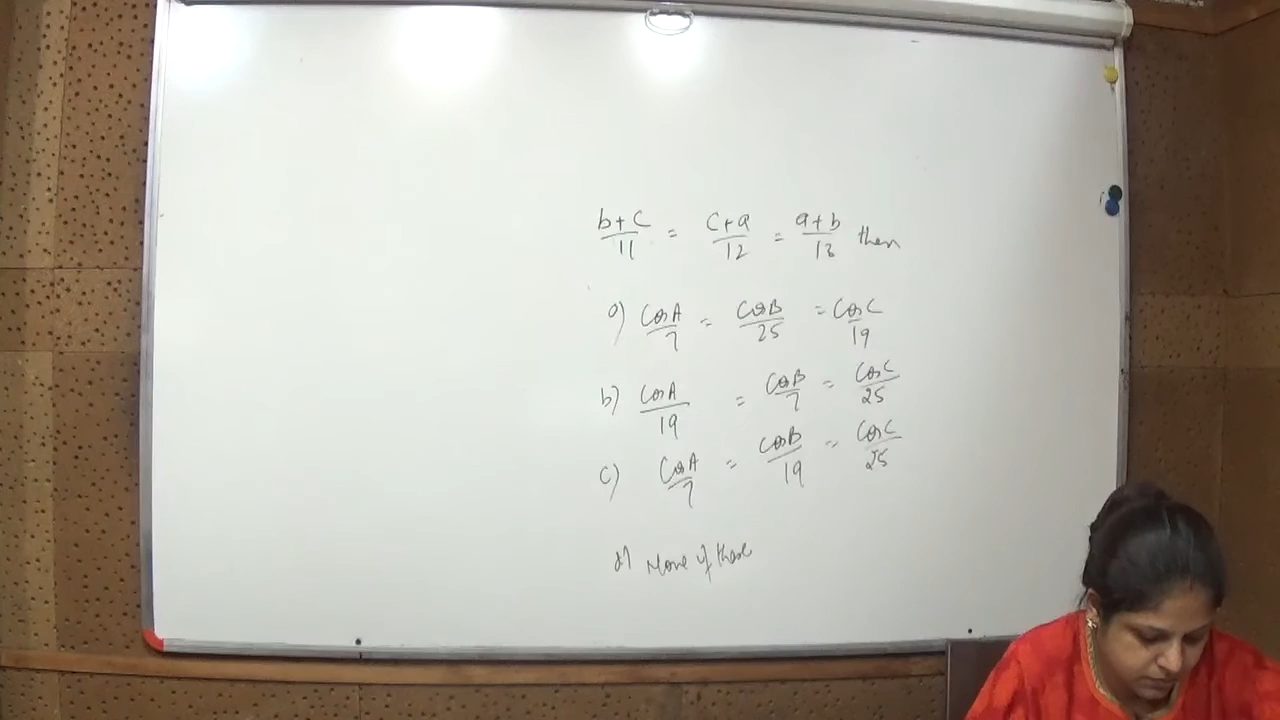 b+c/11 = c+a/12 = a+b/13 then
a) CosA/7 = CosB/25 = CosC/19
b) CosA/19 = CosB/7 = CosC/25
c) CosA/7 = CosB/19 = CosC/25
d) None of these